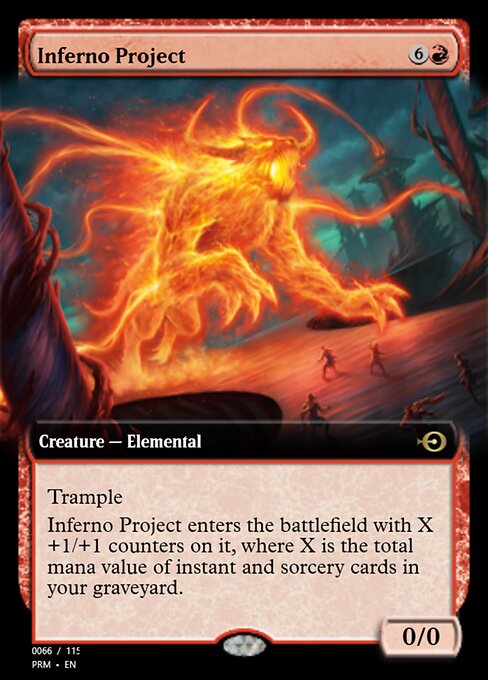 Inferno Project 6
Creature — Elemental
Trample
Inferno Project enters the battlefield with X
+1/+1 counters on it, where X is the total
mana value of instant and sorcery cards in
your graveyard.
0/0
0066 / 115
PRM • EN